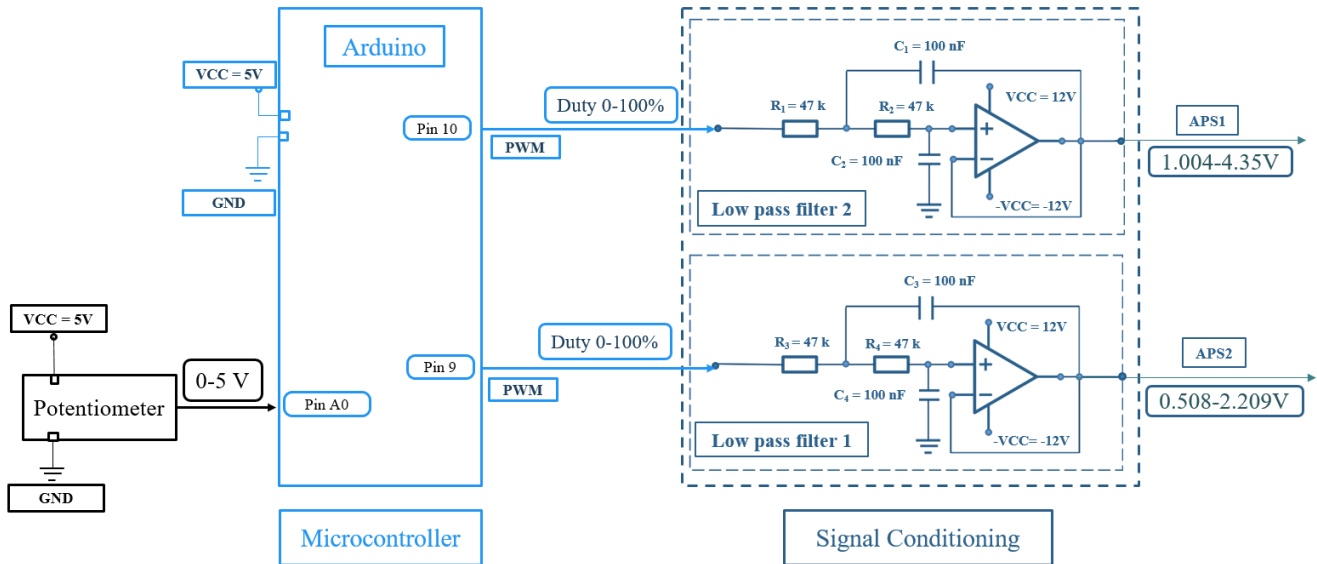 Arduino
VCC = 5V
GND
Pin 10
Duty 0-100%
PWM
C₁ = 100 nF
R₁ = 47 k
R₂ = 47 k
VCC = 12V
C₂ = 100 nF
-VCC= -12V
Low pass filter 2
APS1
1.004-4.35V
VCC = 5V
0-5 V
Potentiometer
GND
Pin A0
Pin 9
Duty 0-100%
PWM
C₃ = 100 nF
R₃ = 47 k
R₄ = 47 k
VCC = 12V
C₄ = 100 nF
-VCC= -12V
Low pass filter 1
APS2
0.508-2.209V
Microcontroller
Signal Conditioning